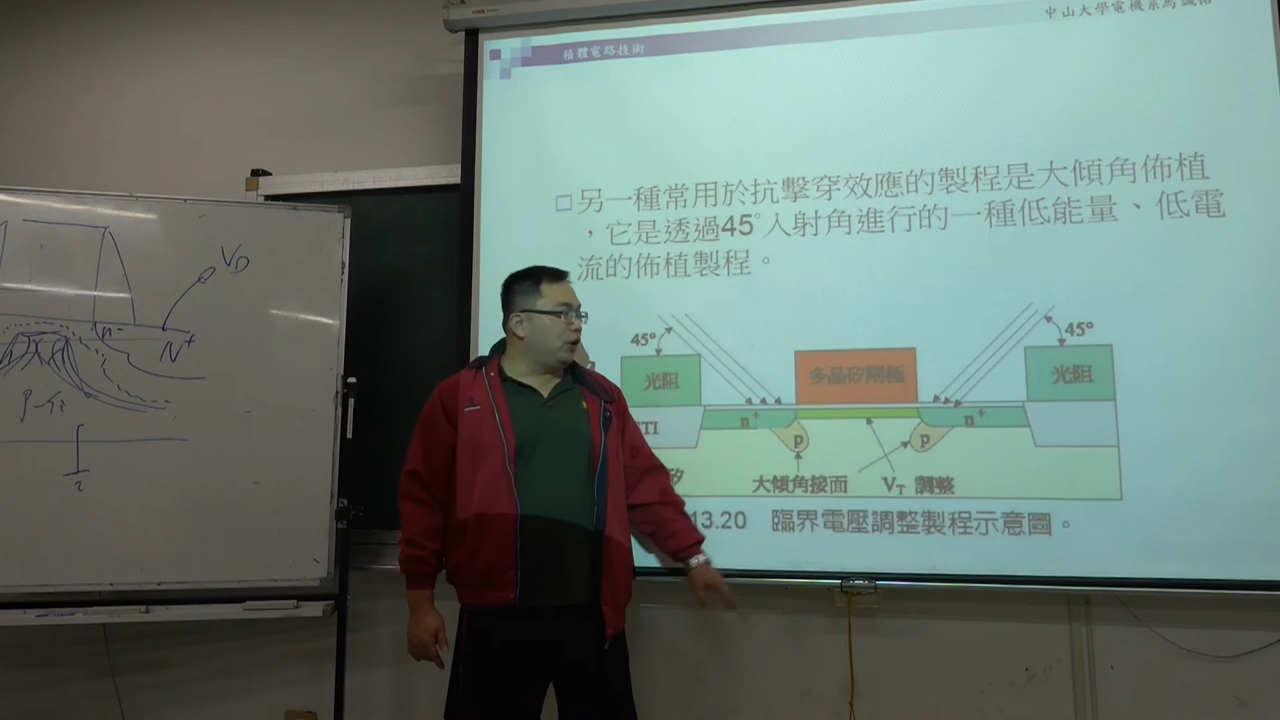 中山大學電機系馬誠佑
積體電路技術
□另一種常用於抗擊穿效應的製程是大傾角佈植
，它是透過45°入射角進行的一種低能量、低電
流的佈植製程。
45°
45°
光阻
多晶矽閘極
光阻
n+
n+
TI
p
p
矽
大傾角接面
VT 調整
13.20 臨界電壓調整製程示意圖。
VD
n-
N+